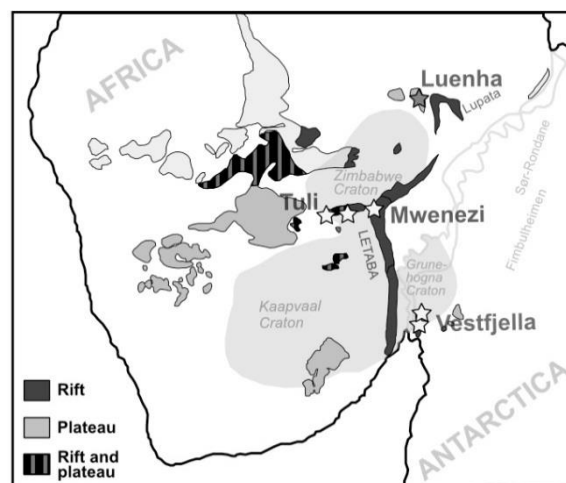 AFRICA
Luenha
Lupata
Zimbabwe
Craton
Sør-Rondane
Fimbulheimen
Tuli
Mwenezi
LETABA
Grune-
hogna
Craton
Kaapvaal
Craton
Vestfjella
ANTARCTICA
Rift
Plateau
Rift and
plateau